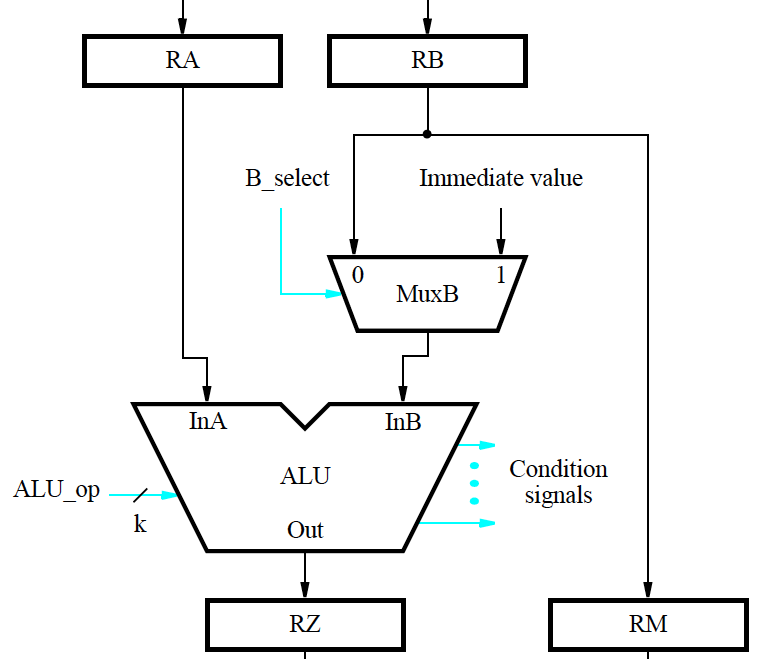 RA
RB
B_select
Immediate value
0
1
MuxB
InA
InB
ALU
ALU_op
k
Condition
signals
Out
RZ
RM